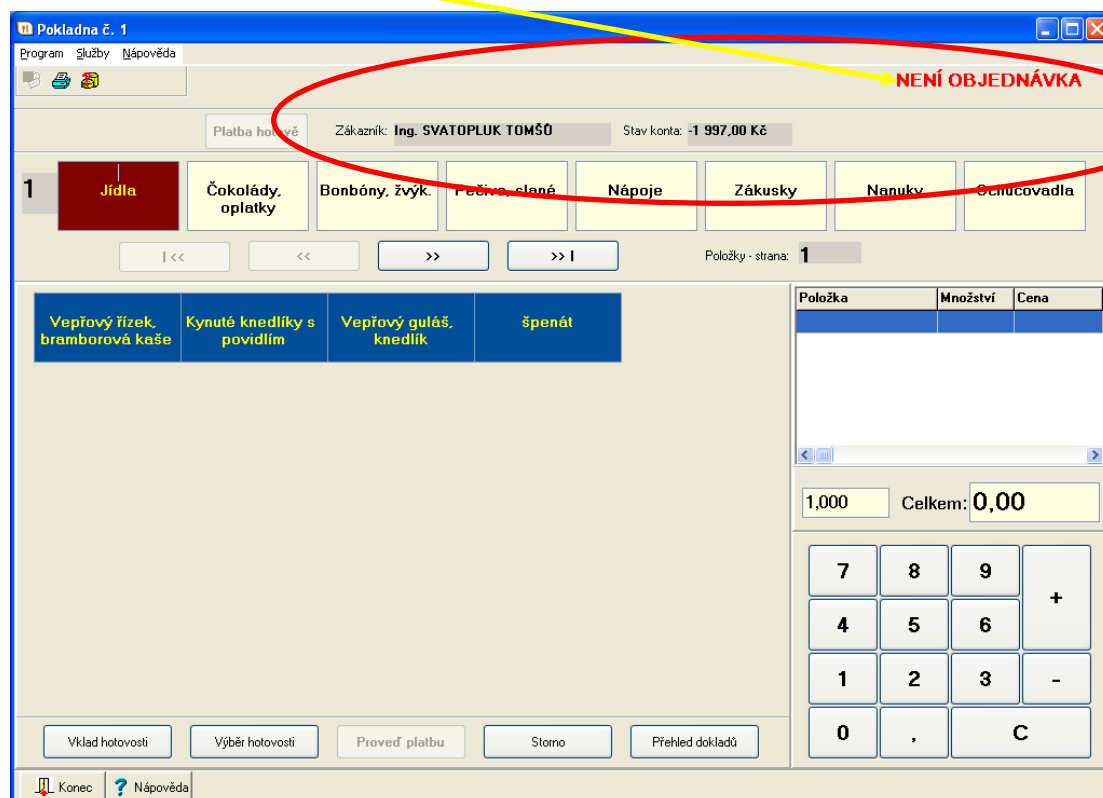 Pokladna č. 1
Program Služby Nápověda
NENÍ OBJEDNÁVKA
Platba hotově Zákazník: Ing. SVATOPLUK TOMŠŮ Stav konta: -1 997,00 Kč
1 Jídla Čokolády, oplatky Bonbóny, žvýk. Pečivo, slané Nápoje Zákusky Nanuky Ochucovadla
I << << >> >> I Položky - strana: 1
Vepřový řízek, bramborová kaše Kynuté knedlíky s povidlím Vepřový guláš, knedlík špenát
Položka Množství Cena
1,000 Celkem: 0,00
7 8 9 +
4 5 6
1 2 3 -
0 , C
Vklad hotovosti Výběr hotovosti Proveď platbu Storno Přehled dokladů
Konec Nápověda